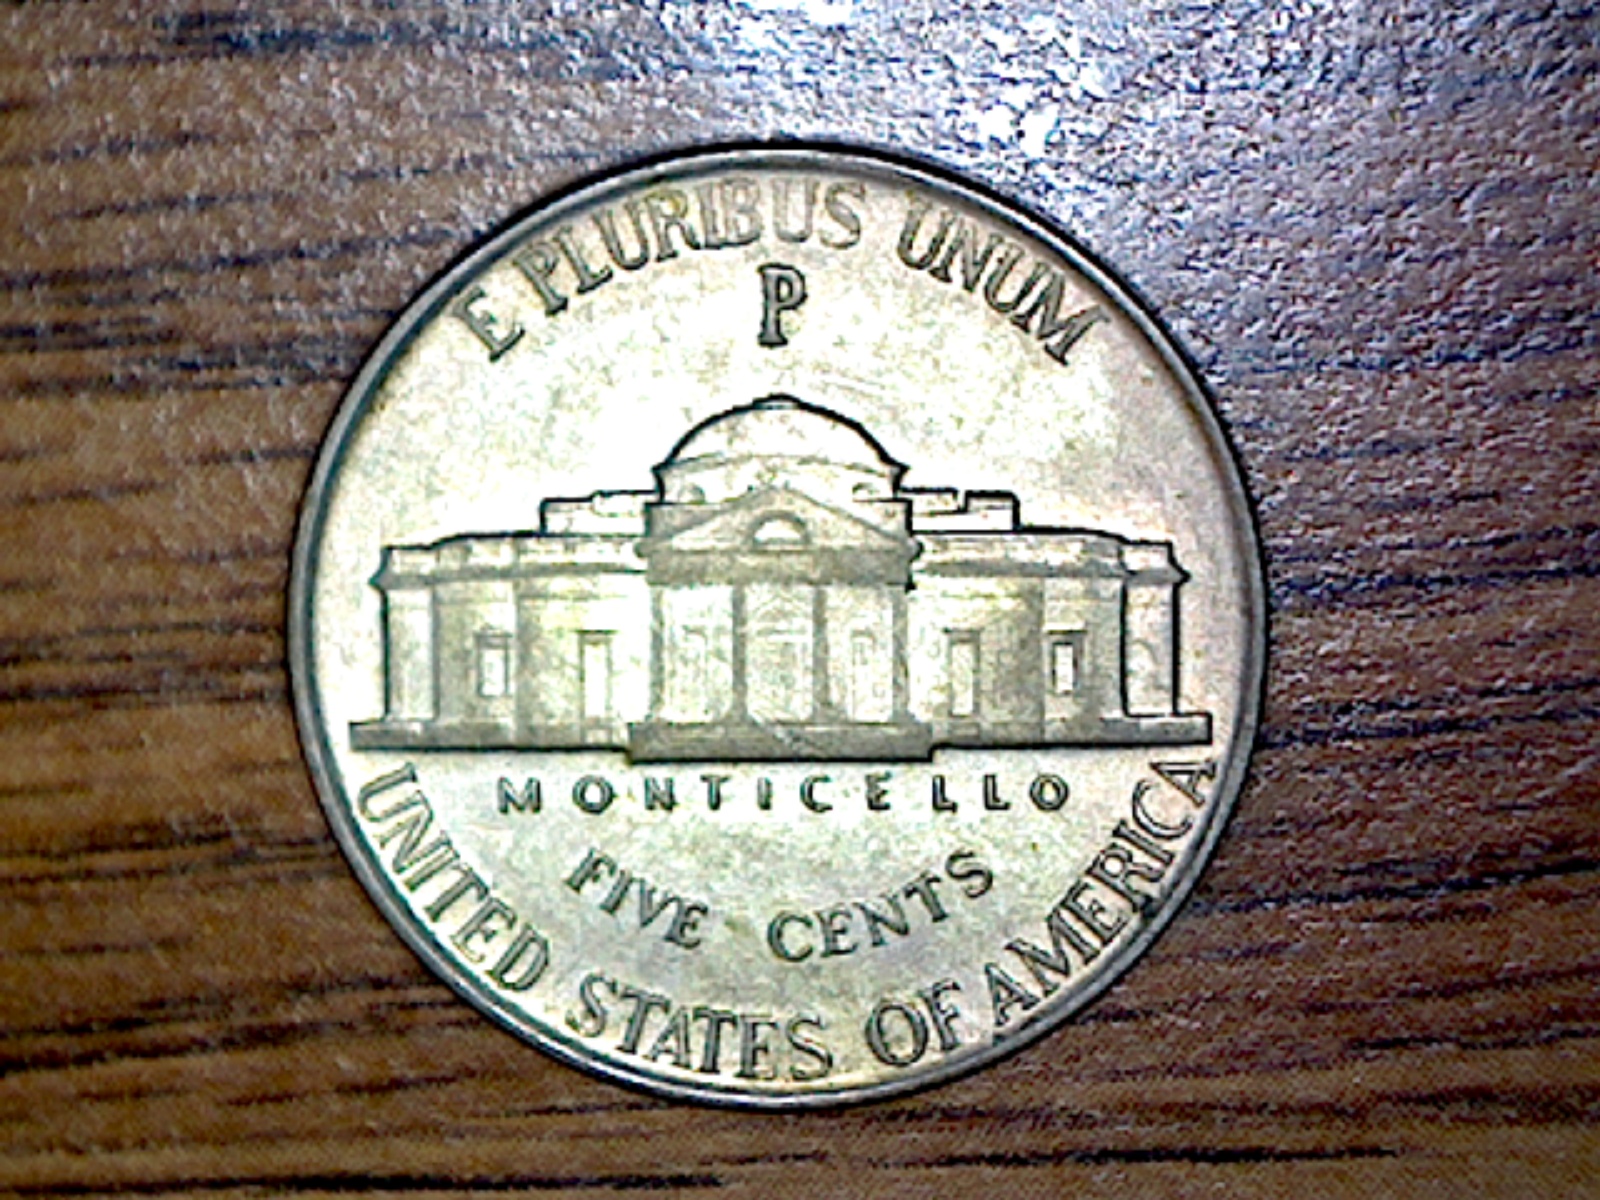 E PLURIBUS UNUM
P
MONTICELLO
FIVE CENTS
UNITED STATES OF AMERICA